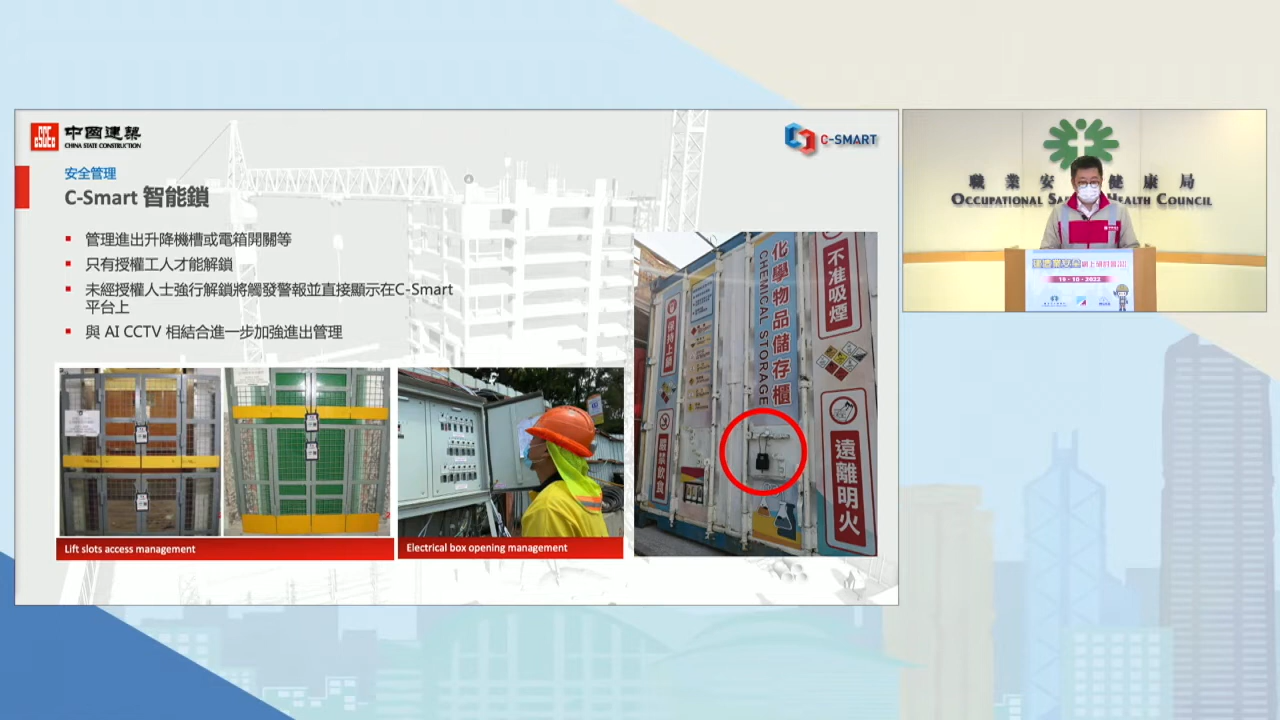 中國建築
CHINA STATE CONSTRUCTION
C-SMART
安全管理
C-Smart 智能鎖
管理進出升降機槽或電箱開關等
只有授權工人才能解鎖
未經授權人士強行解鎖將觸發警報並直接顯示在C-Smart
平台上
與 AI CCTV 相結合進一步加強進出管理
Lift slots access management
Electrical box opening management
化學物品儲存櫃
CHEMICAL STORAGE
不准吸煙
遠離明火
嚴禁飲食
職業安
健康局
Occupational
Health Council
19 - 10 - 2022